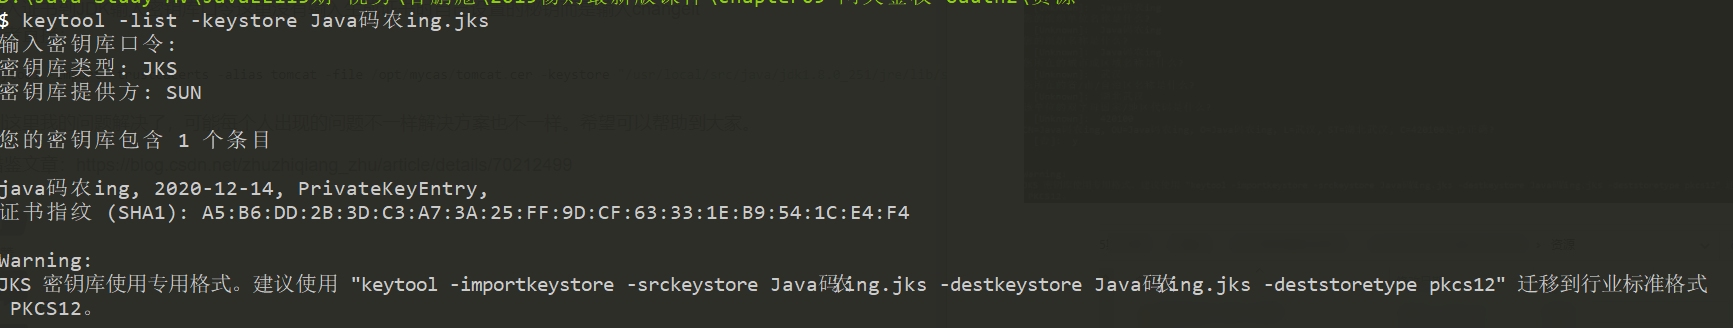 $ keytool -list -keystore Java码农ing.jks
输入密钥库口令:
密钥库类型: JKS
密钥库提供方: SUN
您的密钥库包含 1 个条目
java码农ing, 2020-12-14, PrivateKeyEntry,
证书指纹 (SHA1): A5:B6:DD:2B:3D:C3:A7:3A:25:FF:9D:CF:63:33:1E:B9:54:1C:E4:F4
Warning:
JKS 密钥库使用专用格式。建议使用 "keytool -importkeystore -srckeystore Java码农ing.jks -destkeystore Java码农ing.jks -deststoretype pkcs12" 迁移到行业标准格式
PKCS12。